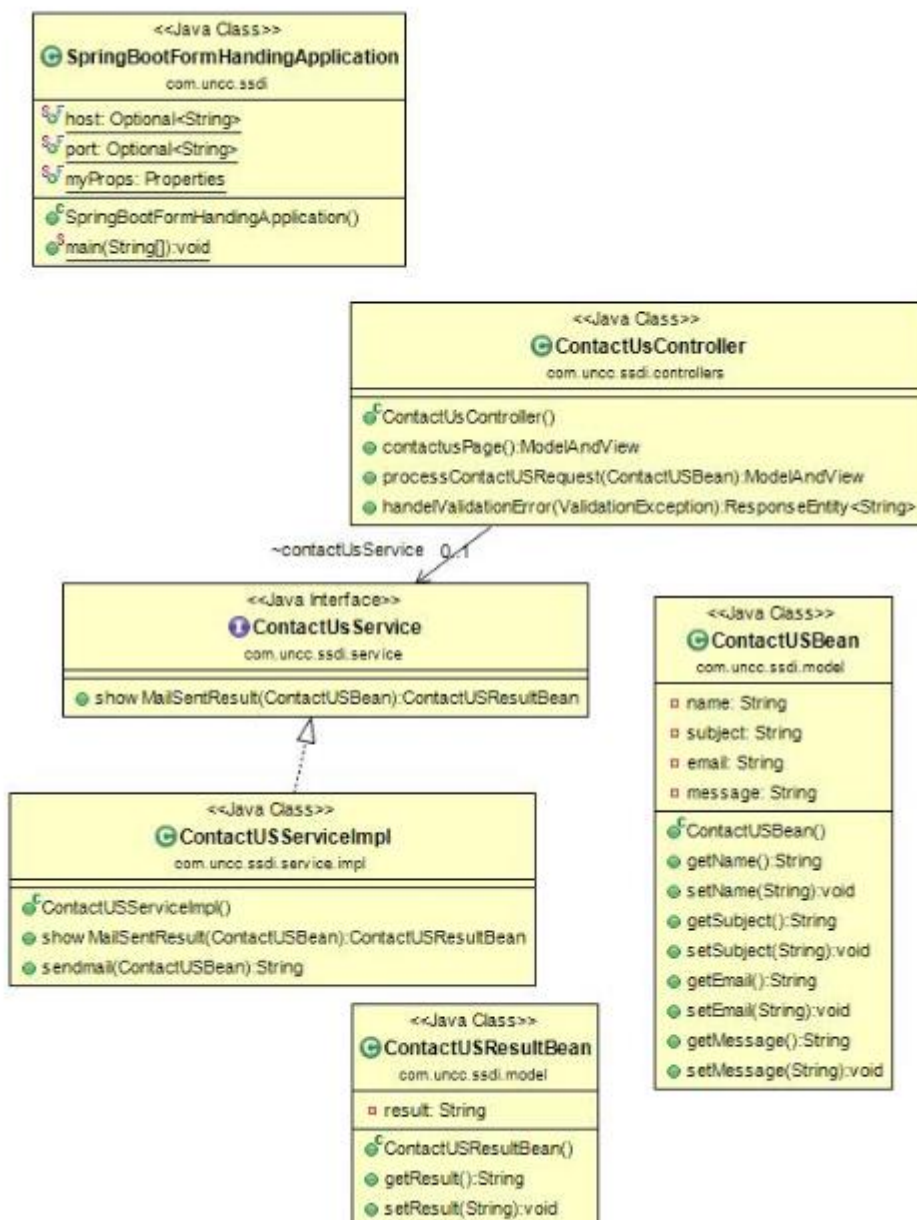 <<Java Class>>
SpringBootFormHandingApplication
com.uncc.ssdi
host: Optional<String>
port: Optional<String>
myProps: Properties
SpringBootFormHandingApplication()
main(String[]):void
<<Java Class>>
ContactUsController
com.uncc.ssdi.controllers
ContactUsController()
contactusPage():ModelAndView
processContactUSRequest(ContactUSBean):ModelAndView
handelValidationError(ValidationException):ResponseEntity<String>
~contactUsService 0..1
<<Java Interface>>
ContactUsService
com.uncc.ssdi.service
show MailSentResult(ContactUSBean):ContactUSResultBean
<<Java Class>>
ContactUSBean
com.uncc.ssdi.model
name: String
subject: String
email: String
message: String
ContactUSBean()
getName():String
setName(String):void
getSubject():String
setSubject(String):void
getEmail():String
setEmail(String):void
getMessage():String
setMessage(String):void
<<Java Class>>
ContactUSServiceImpl
com.uncc.ssdi.service.impl
ContactUSServiceImpl()
show MailSentResult(ContactUSBean):ContactUSResultBean
sendmail(ContactUSBean):String
<<Java Class>>
ContactUSResultBean
com.uncc.ssdi.model
result: String
ContactUSResultBean()
getResult():String
setResult(String):void